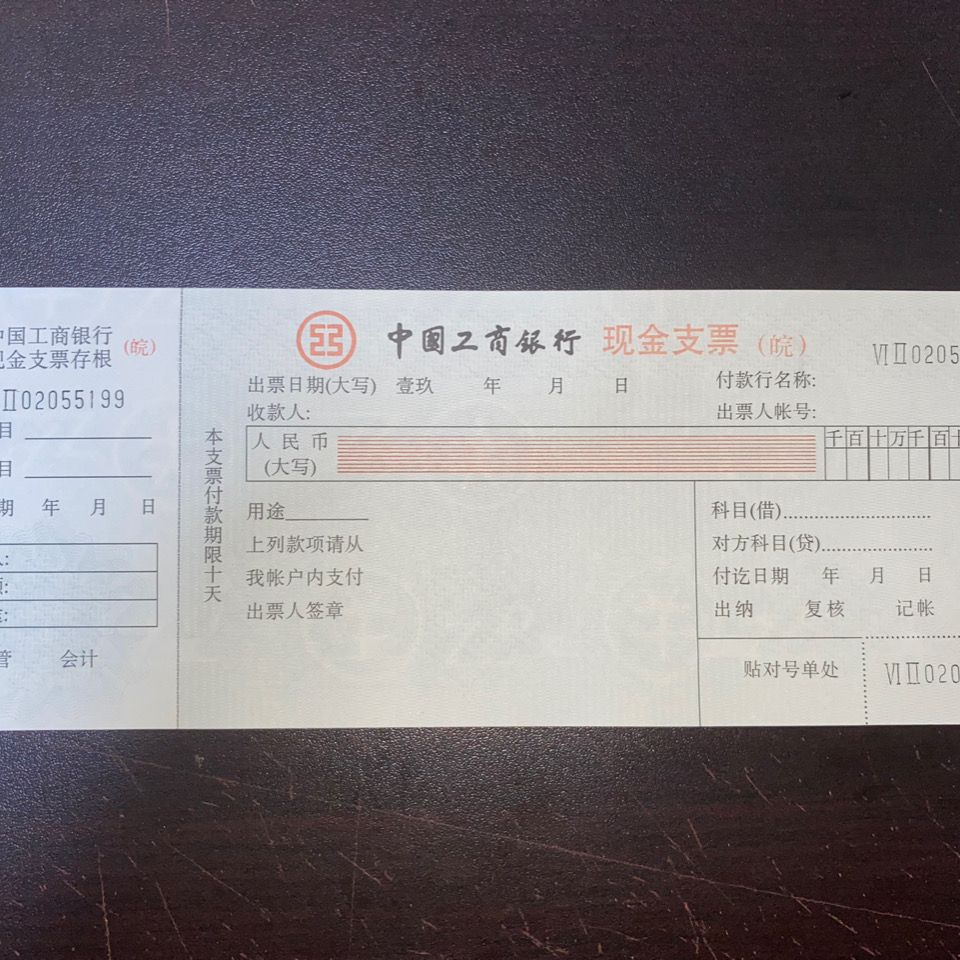 中国工商银行
现金支票存根
(皖)
II02055199
目
目
期 年 月 日
会计
本支票付款期限十天
中国工商银行 现金支票 (皖)
VI II0205
出票日期(大写) 壹玖 年 月 日
付款行名称:
收款人:
出票人帐号:
人民币
(大写)
千百十万千百十
用途
上列款项请从
我帐户内支付
出票人签章
科目(借)
对方科目(贷)
付讫日期 年 月 日
出纳 复核 记帐
贴对号单处
VI II020